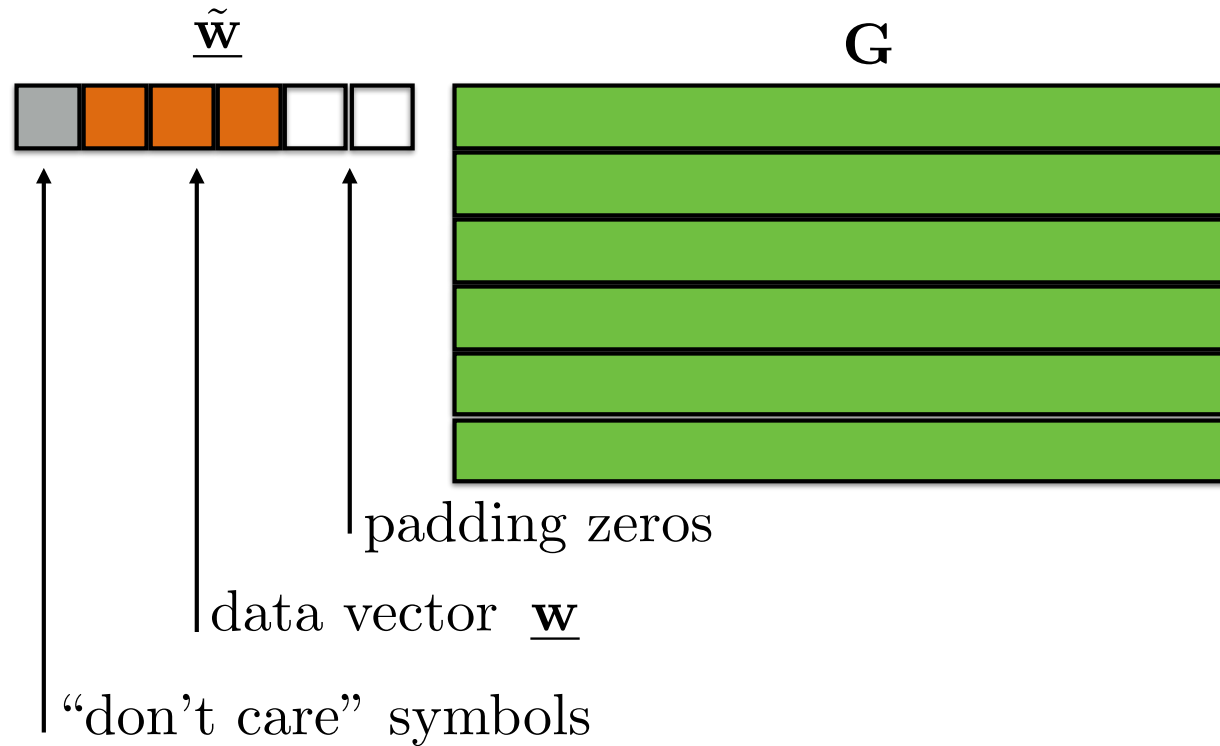 w̃
G
padding zeros
data vector w
“don’t care” symbols